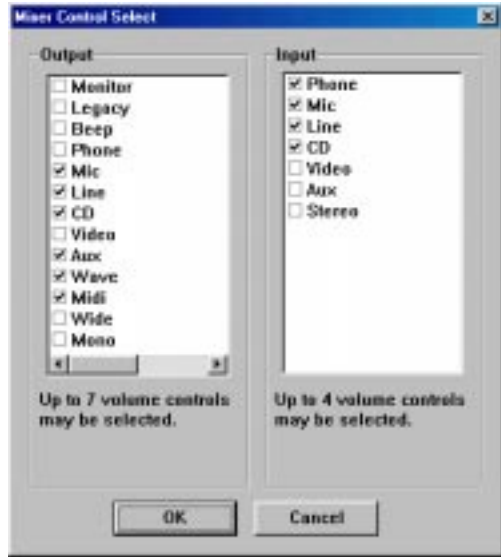 Mixer Control Select
Output
Monitor
Legacy
Beep
Phone
Mic
Line
CD
Video
Aux
Wave
Midi
Wide
Mono
Up to 7 volume controls
may be selected.
Input
Phone
Mic
Line
CD
Video
Aux
Stereo
Up to 4 volume controls
may be selected.
OK
Cancel